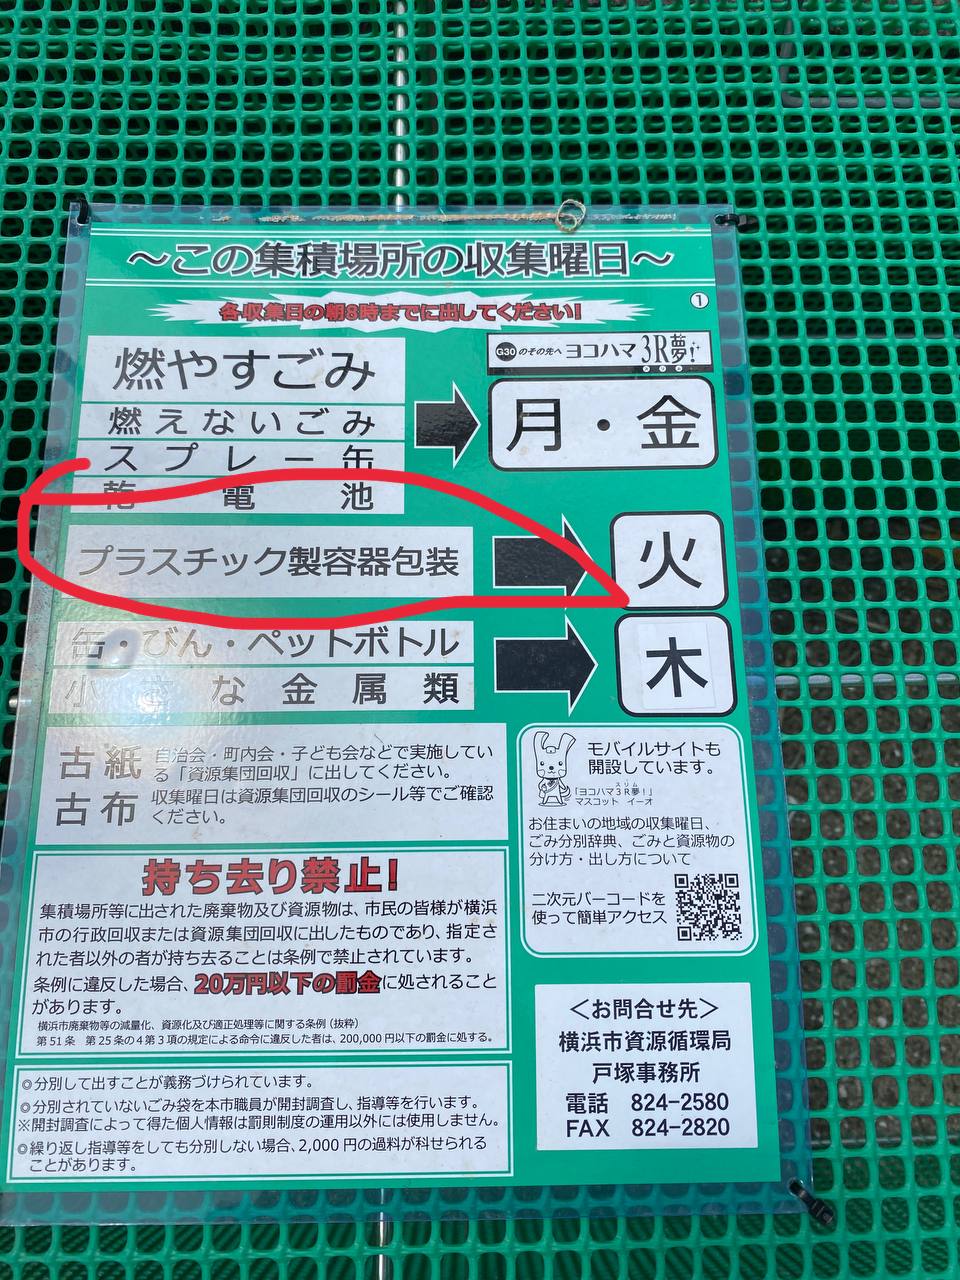 ～この集積場所の収集曜日～
①
各収集日の朝8時までに出してください!
燃やすごみ
燃えないごみ
スプレー缶
乾電池
G30のその先へ ヨコハマ3R夢!
スリム
月・金
プラスチック製容器包装
火
缶・びん・ペットボトル
小さな金属類
木
古紙
古布
自治会・町内会・子ども会などで実施してい
る「資源集団回収」に出してください。
収集曜日は資源集団回収のシール等でご確認
ください。
モバイルサイトも
開設しています。
スリム
「ヨコハマ3R夢!」
マスコット イーオ
お住まいの地域の収集曜日、
ごみ分別辞典、ごみと資源物の
分け方・出し方について
二次元バーコードを
使って簡単アクセス
持ち去り禁止!
集積場所等に出された廃棄物及び資源物は、市民の皆様が横浜
市の行政回収または資源集団回収に出したものであり、指定さ
れた者以外の者が持ち去ることは条例で禁止されています。
条例に違反した場合、20万円以下の罰金に処されること
があります。
横浜市廃棄物等の減量化、資源化及び適正処理等に関する条例（抜粋）
第51条 第25条の4第3項の規定による命令に違反した者は、200,000円以下の罰金に処する。
◎分別して出すことが義務づけられています。
◎分別されていないごみ袋を本市職員が開封調査し、指導等を行います。
※開封調査によって得た個人情報は罰則制度の運用以外には使用しません。
◎繰り返し指導等をしても分別しない場合、2,000円の過料が科せられる
ことがあります。
＜お問合せ先＞
横浜市資源循環局
戸塚事務所
電話 824-2580
FAX 824-2820